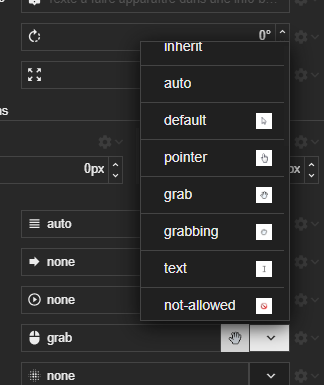 Texte à faire apparaître dans une info b...
0°
inherit
auto
default
ns
pointer
0px
px
grab
grabbing
auto
text
none
none
not-allowed
grab
none